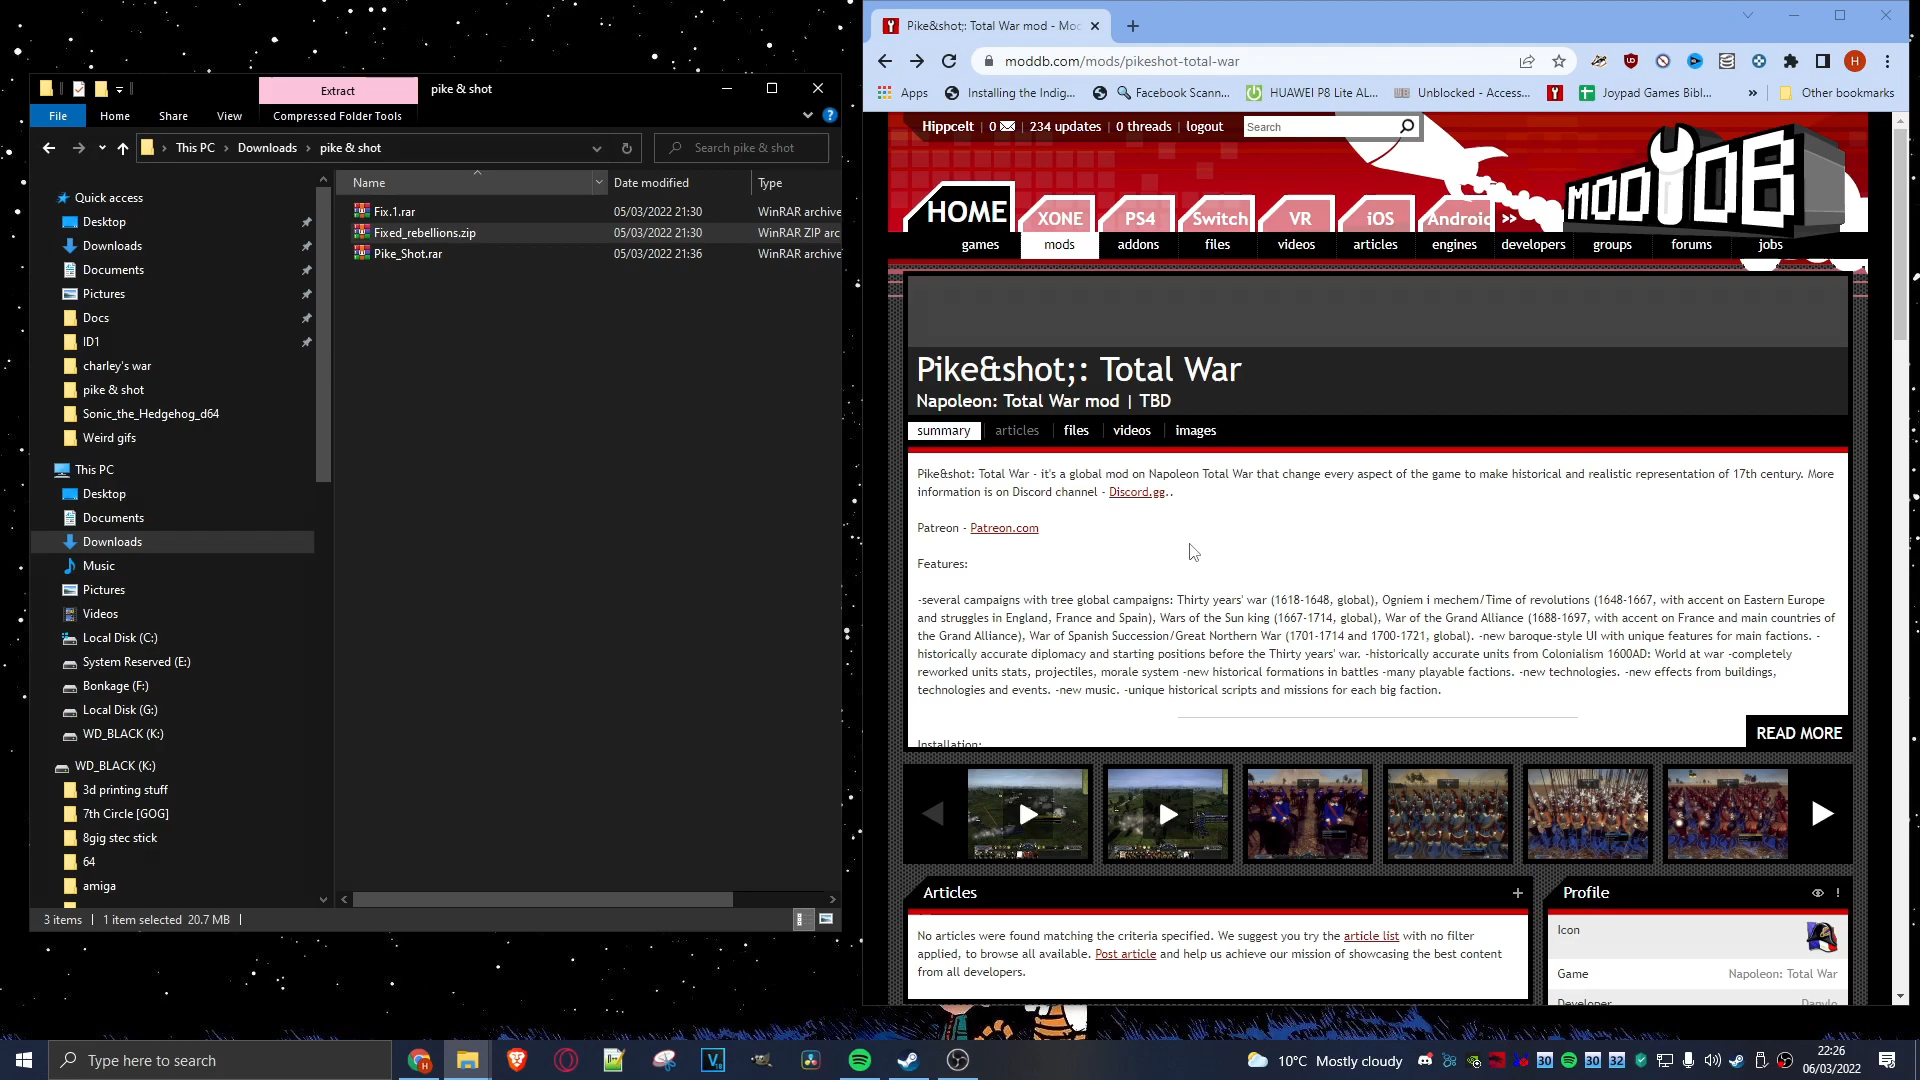 Extract
pike & shot
File
Home
Share
View
Compressed Folder Tools
This PC
Downloads
pike & shot
Search pike & shot
Quick access
Desktop
Downloads
Documents
Pictures
Docs
ID1
charley's war
pike & shot
Sonic_the_Hedgehog_d64
Weird gifs
This PC
Desktop
Documents
Downloads
Music
Pictures
Videos
Local Disk (C:)
System Reserved (E:)
Bonkage (F:)
Local Disk (G:)
WD_BLACK (K:)
WD_BLACK (K:)
3d printing stuff
7th Circle [GOG]
8gig stec stick
64
amiga
Name Date modified Type
Fix.1.rar 05/03/2022 21:30 WinRAR archive
Fixed_rebellions.zip 05/03/2022 21:30 WinRAR ZIP arc
Pike_Shot.rar 05/03/2022 21:36 WinRAR archive
3 items 1 item selected 20.7 MB
Pike&shot;: Total War mod - Mod
moddb.com/mods/pikeshot-total-war
H
Apps Installing the Indig... Facebook Scann... HUAWEI P8 Lite AL... Unblocked - Access... Joypad Games Bibl... » Other bookmarks
Hippcelt | 0 | 234 updates | 0 threads | logout
Search
MODDB
HOME XONE PS4 Switch VR iOS Android »
games mods addons files videos articles engines developers groups forums jobs
Pike&shot;: Total War
Napoleon: Total War mod | TBD
summary articles files videos images
Pike&shot: Total War - it's a global mod on Napoleon Total War that change every aspect of the game to make historical and realistic representation of 17th century. More
information is on Discord channel - Discord.gg..
Patreon - Patreon.com
Features:
-several campaigns with tree global campaigns: Thirty years' war (1618-1648, global), Ogniem i mechem/Time of revolutions (1648-1667, with accent on Eastern Europe
and struggles in England, France and Spain), Wars of the Sun king (1667-1714, global), War of the Grand Alliance (1688-1697, with accent on France and main countries of
the Grand Alliance), War of Spanish Succession/Great Northern War (1701-1714 and 1700-1721, global). -new baroque-style UI with unique features for main factions. -
historically accurate diplomacy and starting positions before the Thirty years' war. -historically accurate units from Colonialism 1600AD: World at war -completely
reworked units stats, projectiles, morale system -new historical formations in battles -many playable factions. -new technologies. -new effects from buildings,
technologies and events. -new music. -unique historical scripts and missions for each big faction.
Installation:
READ MORE
Articles
No articles were found matching the criteria specified. We suggest you try the article list with no filter
applied, to browse all available. Post article and help us achieve our mission of showcasing the best content
from all developers.
Profile
Icon
Game Napoleon: Total War
Developer Danylo
Type here to search
10°C Mostly cloudy
30
30
32
22:26
06/03/2022